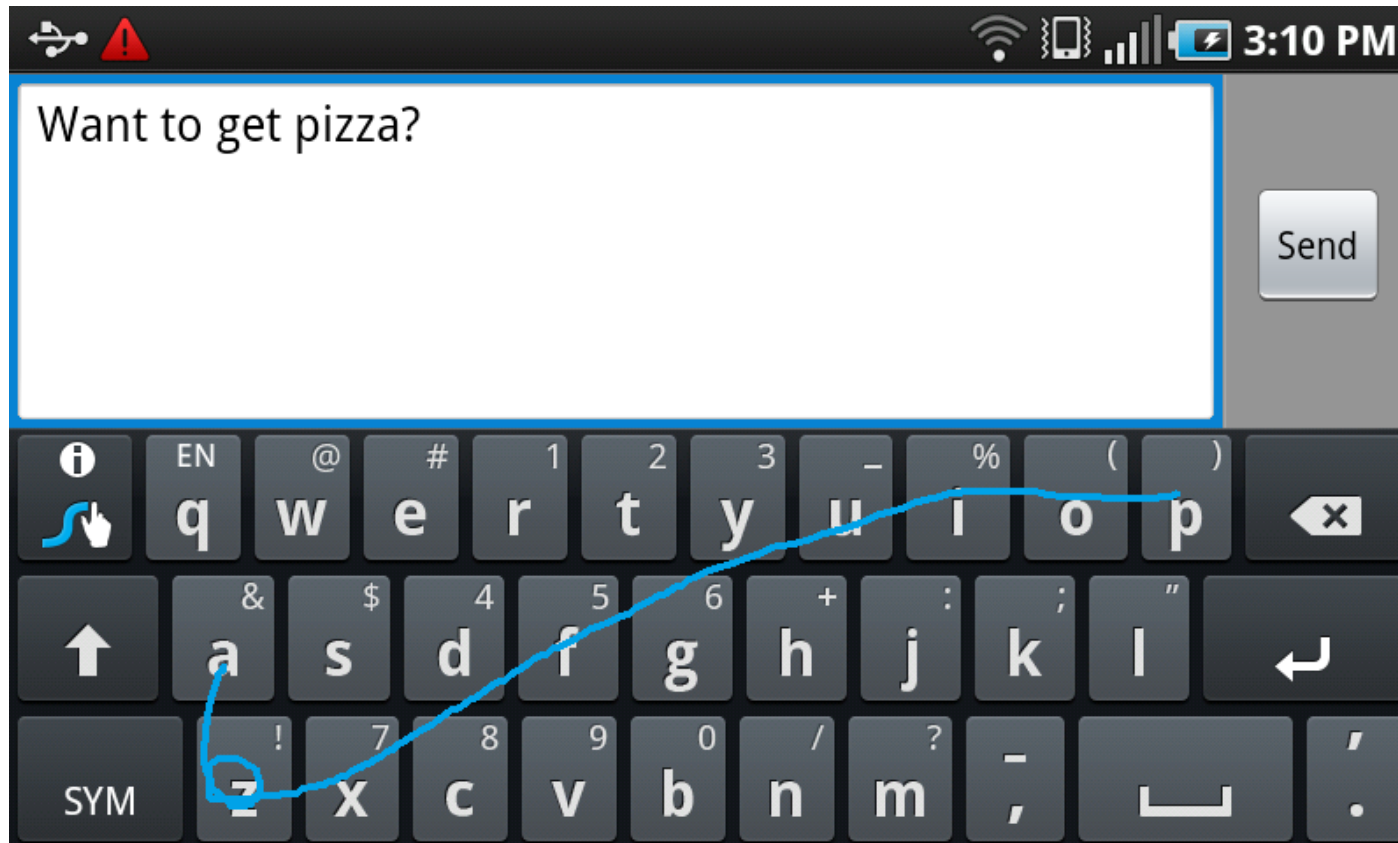 3:10 PM
Want to get pizza?
Send
EN @ # 1 2 3 _ % ( )
q w e r t y u i o p
& $ 4 5 6 + : ; "
a s d f g h j k l
! 7 8 9 0 / ? - '
SYM z x c v b n m , .